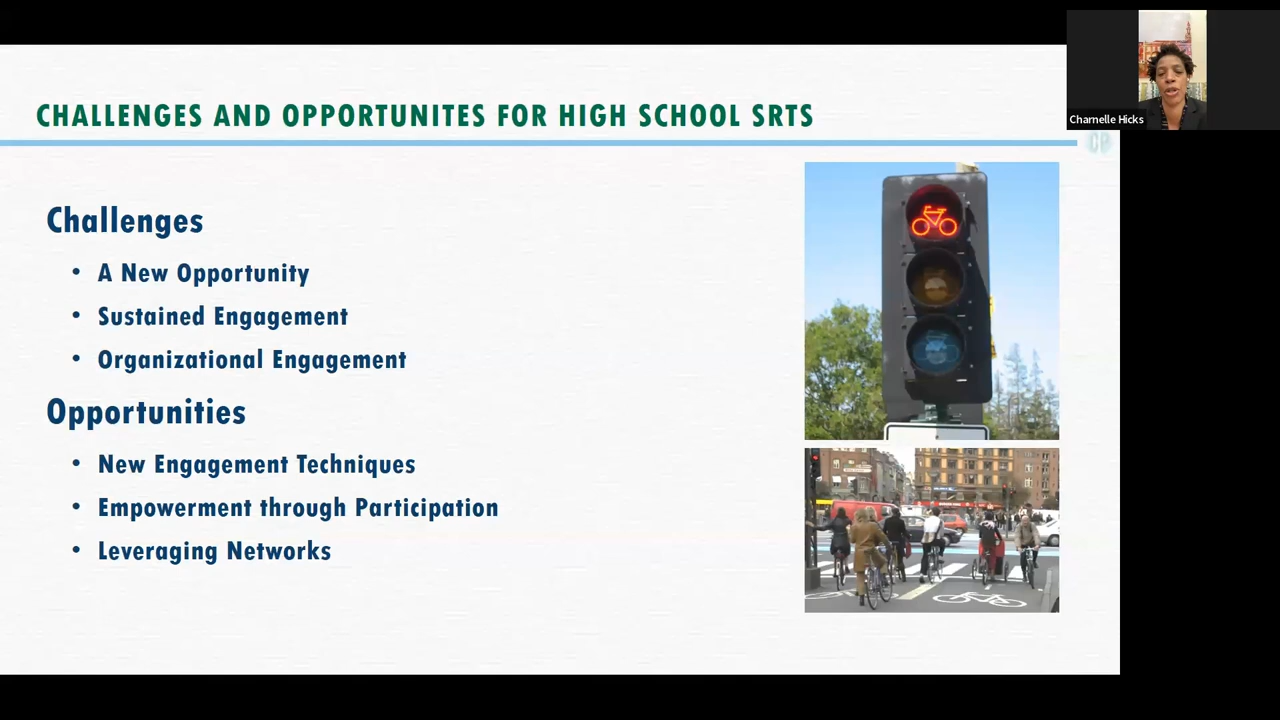 CHALLENGES AND OPPORTUNITES FOR HIGH SCHOOL SRTS
Charnelle Hicks
Challenges
• A New Opportunity
• Sustained Engagement
• Organizational Engagement
Opportunities
• New Engagement Techniques
• Empowerment through Participation
• Leveraging Networks